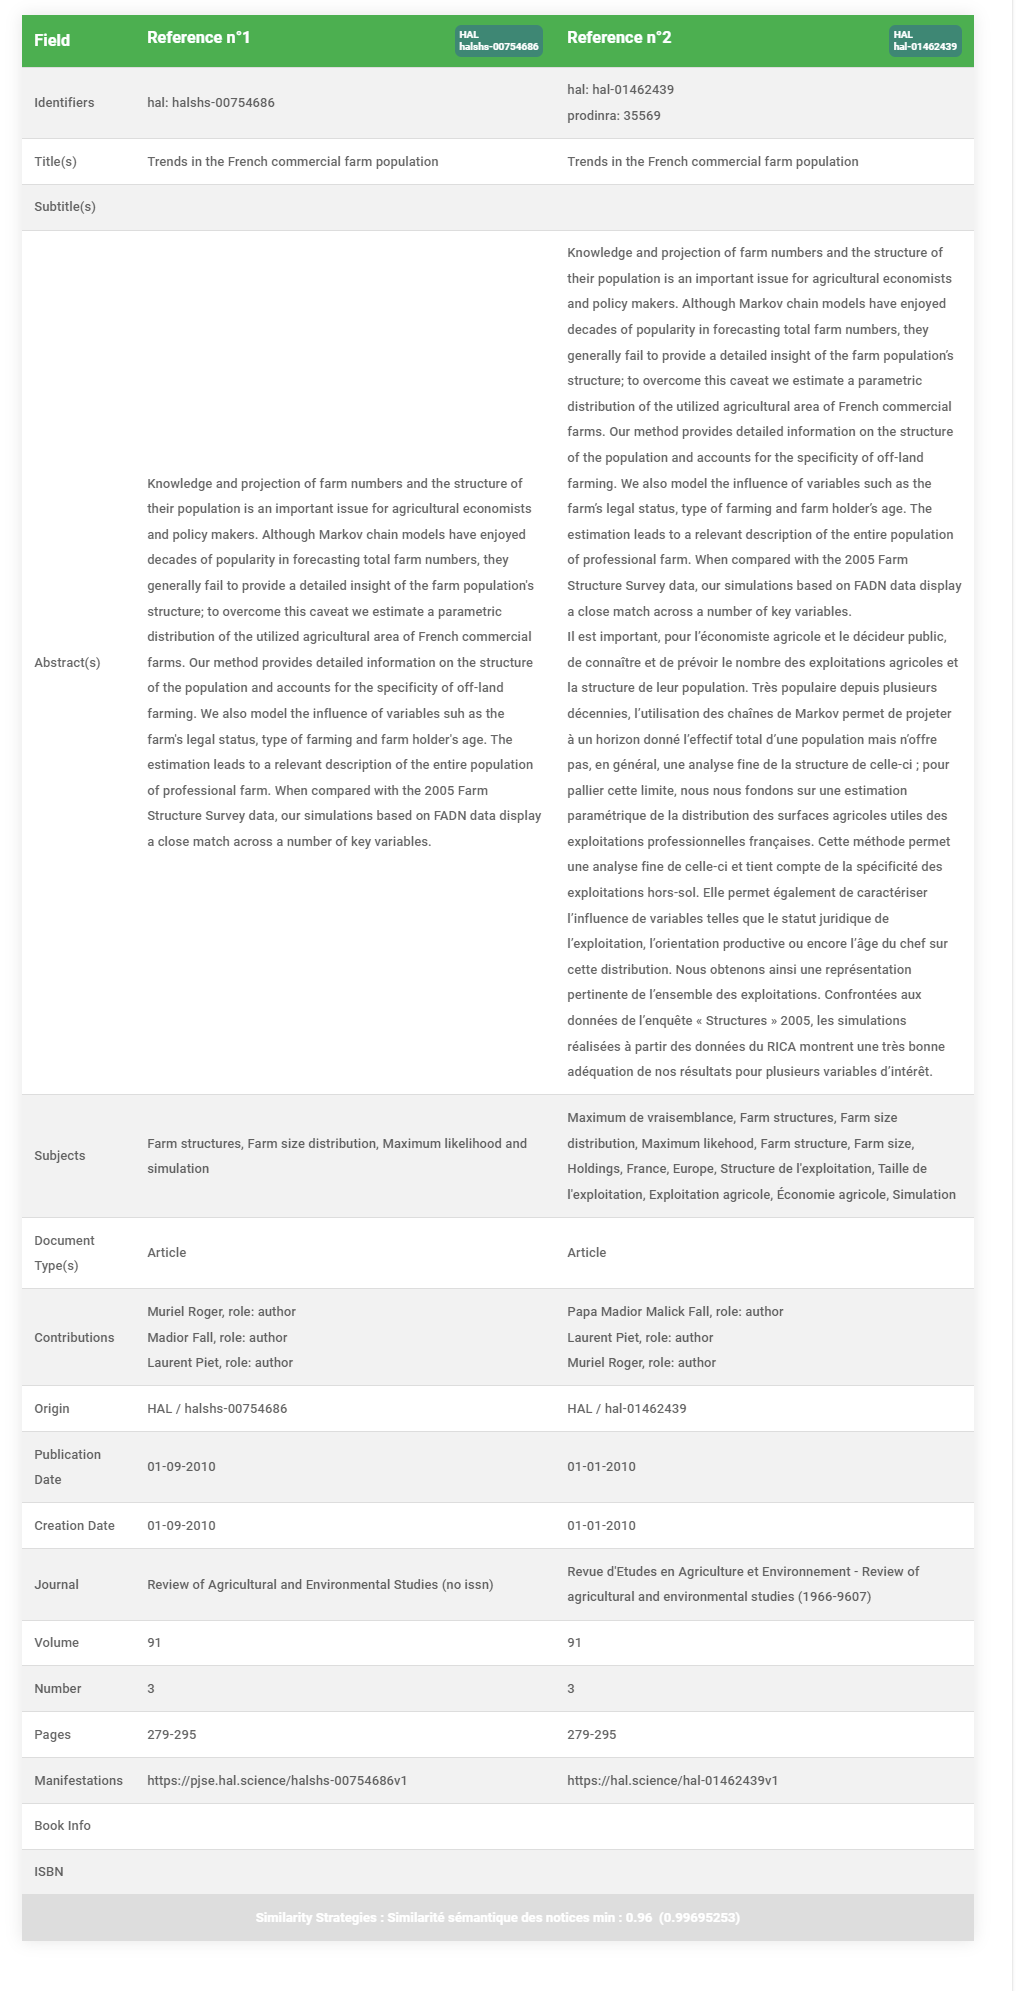 Field
Reference n°1
HAL
halshs-00754686
Reference n°2
HAL
hal-01462439
Identifiers
hal: halshs-00754686
hal: hal-01462439
prodinra: 35569
Title(s)
Trends in the French commercial farm population
Trends in the French commercial farm population
Subtitle(s)
Abstract(s)
Knowledge and projection of farm numbers and the structure of
their population is an important issue for agricultural economists
and policy makers. Although Markov chain models have enjoyed
decades of popularity in forecasting total farm numbers, they
generally fail to provide a detailed insight of the farm population's
structure; to overcome this caveat we estimate a parametric
distribution of the utilized agricultural area of French commercial
farms. Our method provides detailed information on the structure
of the population and accounts for the specificity of off-land
farming. We also model the influence of variables suh as the
farm's legal status, type of farming and farm holder's age. The
estimation leads to a relevant description of the entire population
of professional farm. When compared with the 2005 Farm
Structure Survey data, our simulations based on FADN data display
a close match across a number of key variables.
Knowledge and projection of farm numbers and the structure of
their population is an important issue for agricultural economists
and policy makers. Although Markov chain models have enjoyed
decades of popularity in forecasting total farm numbers, they
generally fail to provide a detailed insight of the farm population’s
structure; to overcome this caveat we estimate a parametric
distribution of the utilized agricultural area of French commercial
farms. Our method provides detailed information on the structure
of the population and accounts for the specificity of off-land
farming. We also model the influence of variables such as the
farm’s legal status, type of farming and farm holder’s age. The
estimation leads to a relevant description of the entire population
of professional farm. When compared with the 2005 Farm
Structure Survey data, our simulations based on FADN data display
a close match across a number of key variables.
Il est important, pour l’économiste agricole et le décideur public,
de connaître et de prévoir le nombre des exploitations agricoles et
la structure de leur population. Très populaire depuis plusieurs
décennies, l’utilisation des chaînes de Markov permet de projeter
à un horizon donné l’effectif total d’une population mais n’offre
pas, en général, une analyse fine de la structure de celle-ci ; pour
pallier cette limite, nous nous fondons sur une estimation
paramétrique de la distribution des surfaces agricoles utiles des
exploitations professionnelles françaises. Cette méthode permet
une analyse fine de celle-ci et tient compte de la spécificité des
exploitations hors-sol. Elle permet également de caractériser
l’influence de variables telles que le statut juridique de
l’exploitation, l’orientation productive ou encore l’âge du chef sur
cette distribution. Nous obtenons ainsi une représentation
pertinente de l’ensemble des exploitations. Confrontées aux
données de l’enquête « Structures » 2005, les simulations
réalisées à partir des données du RICA montrent une très bonne
adéquation de nos résultats pour plusieurs variables d’intérêt.
Subjects
Farm structures, Farm size distribution, Maximum likelihood and
simulation
Maximum de vraisemblance, Farm structures, Farm size
distribution, Maximum likehood, Farm structure, Farm size,
Holdings, France, Europe, Structure de l'exploitation, Taille de
l'exploitation, Exploitation agricole, Économie agricole, Simulation
Document
Type(s)
Article
Article
Contributions
Muriel Roger, role: author
Madior Fall, role: author
Laurent Piet, role: author
Papa Madior Malick Fall, role: author
Laurent Piet, role: author
Muriel Roger, role: author
Origin
HAL / halshs-00754686
HAL / hal-01462439
Publication
Date
01-09-2010
01-01-2010
Creation Date
01-09-2010
01-01-2010
Journal
Review of Agricultural and Environmental Studies (no issn)
Revue d'Etudes en Agriculture et Environnement - Review of
agricultural and environmental studies (1966-9607)
Volume
91
91
Number
3
3
Pages
279-295
279-295
Manifestations
https://pjse.hal.science/halshs-00754686v1
https://hal.science/hal-01462439v1
Book Info
ISBN
Similarity Strategies : Similarité sémantique des notices min : 0.96 (0.99695253)